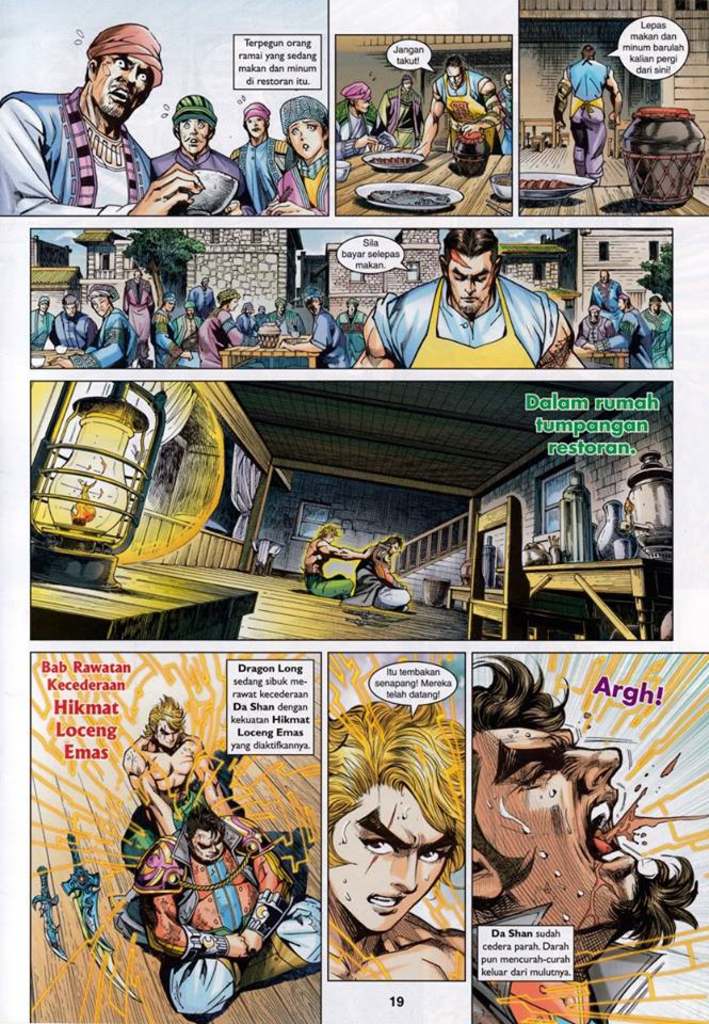 Terpegun orang
ramai yang sedang
makan dan minum
di restoran itu.
Jangan
takut!
Lepas
makan dan
minum barulah
kalian pergi dari
dari sini!
Sila
bayar selepas
makan.
Dalam rumah
tumpangan
restoran.
Bab Rawatan
Kecederaan
Hikmat
Loceng
Emas
Dragon Long
sedang sibuk me-
rawat kecederaan
Da Shan dengan
kekuatan Hikmat
Loceng Emas
yang diaktifkannya.
Itu tembakan
senapang! Mereka
telah datang!
Argh!
Da Shan sudah
cedera parah. Darah
pun mencurah-curah
keluar dari mulutnya.
19